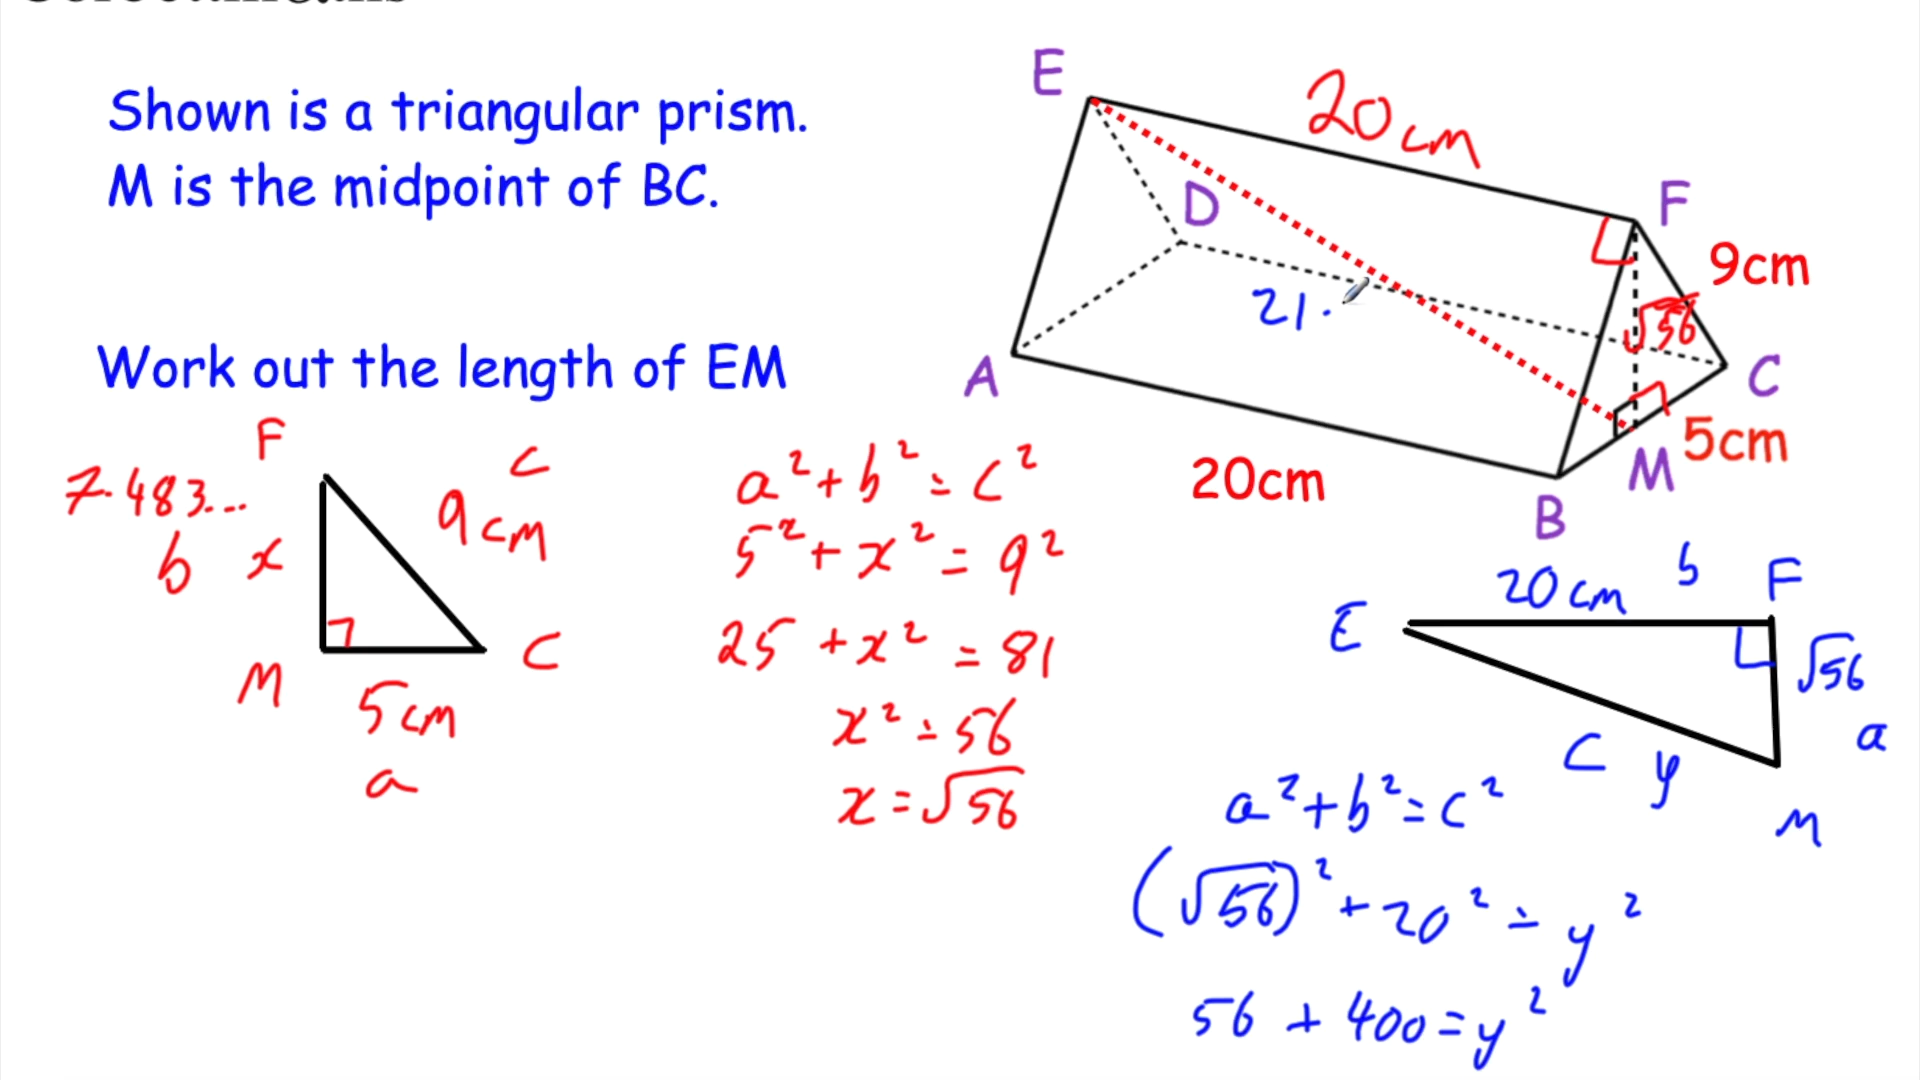 Shown is a triangular prism.
M is the midpoint of BC.
Work out the length of EM
E
20cm
D
F
9cm
21.
√56
A
C
5cm
20cm
M
B
F
7.483...
b x
c
9cm
M
5cm
C
a
a² + b² = c²
5² + x² = 9²
25 + x² = 81
x² = 56
x = √56
20cm b F
E
√56
a
c y
M
a² + b² = c²
(√56)² + 20² = y²
56 + 400 = y²